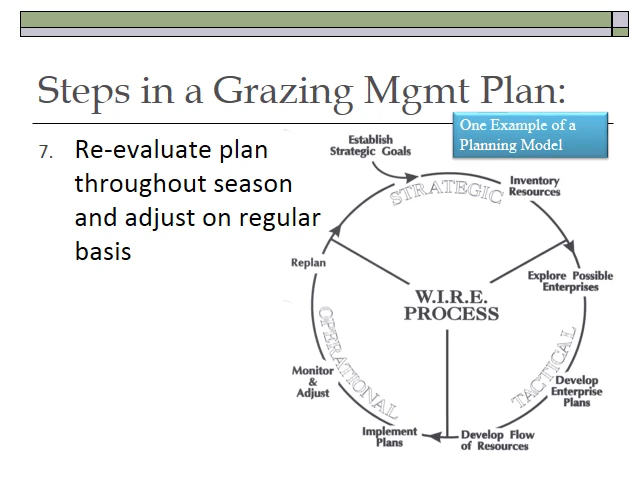 Steps in a Grazing Mgmt Plan:
One Example of a
Planning Model
7. Re-evaluate plan
throughout season
and adjust on regular
basis
Establish
Strategic Goals
STRATEGIC
Inventory
Resources
Explore Possible
Enterprises
TACTICAL
Develop
Enterprise
Plans
Develop Flow
of Resources
Implement
Plans
OPERATIONAL
Monitor
&
Adjust
Replan
W.I.R.E.
PROCESS